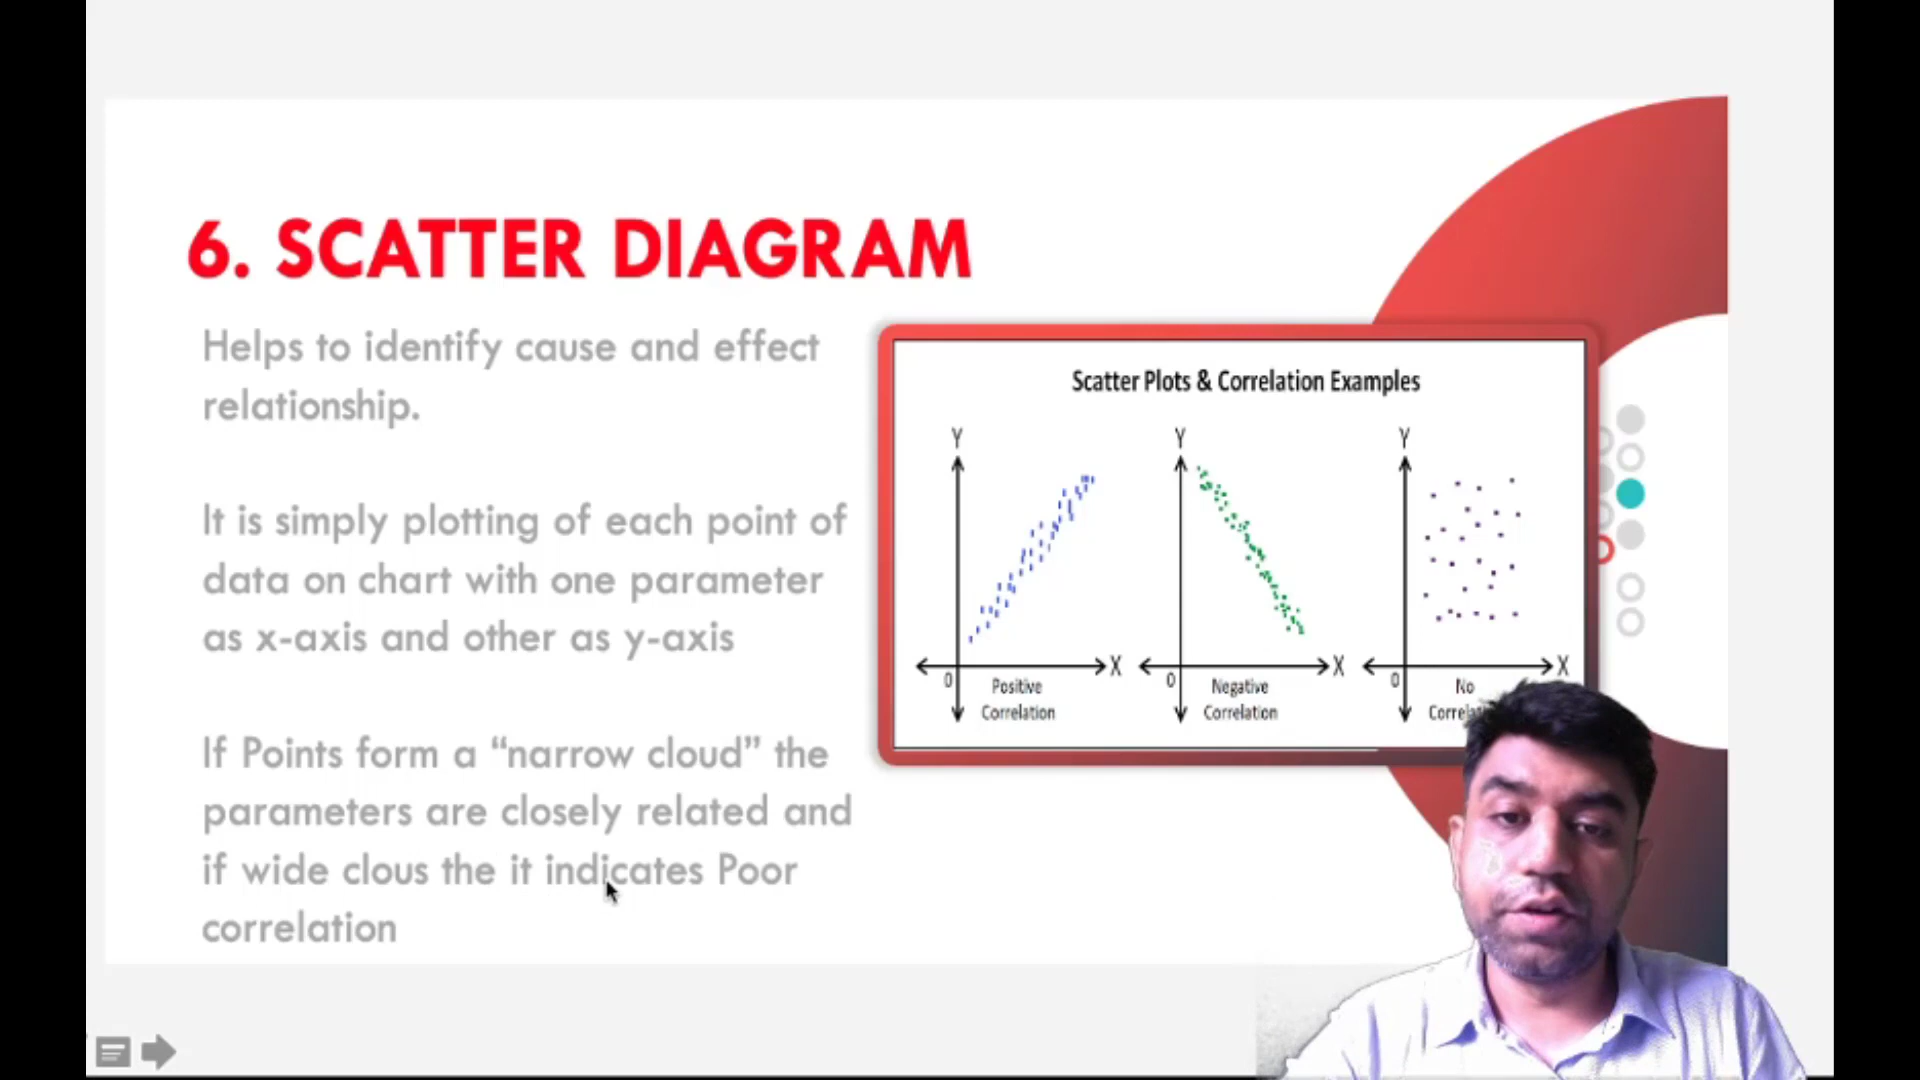 6. SCATTER DIAGRAM
Helps to identify cause and effect
relationship.
It is simply plotting of each point of
data on chart with one parameter
as x-axis and other as y-axis
If Points form a “narrow cloud” the
parameters are closely related and
if wide clous the it indicates Poor
correlation
Scatter Plots & Correlation Examples
Y
X
0
Positive
Correlation
Y
X
0
Negative
Correlation
Y
X
0
No